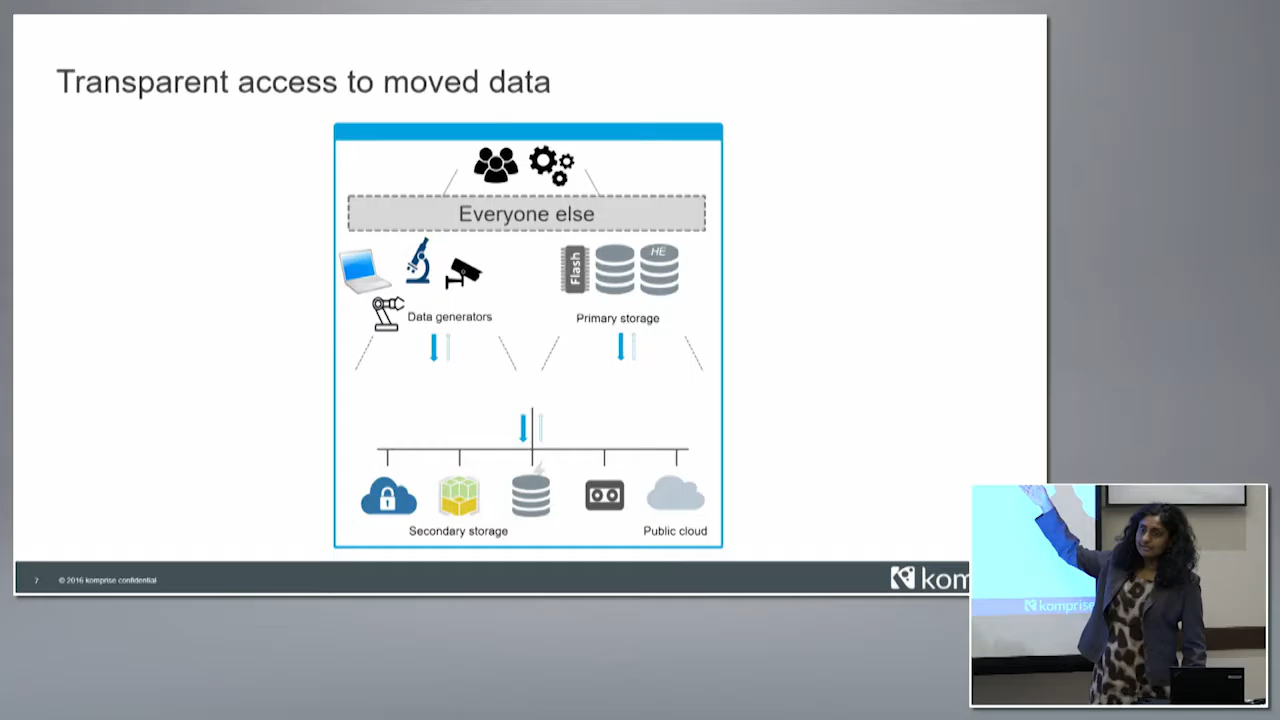 Transparent access to moved data
Everyone else
Flash
HE
Data generators
Primary storage
Secondary storage
Public cloud
7
© 2016 komprise confidential
kom
komprise